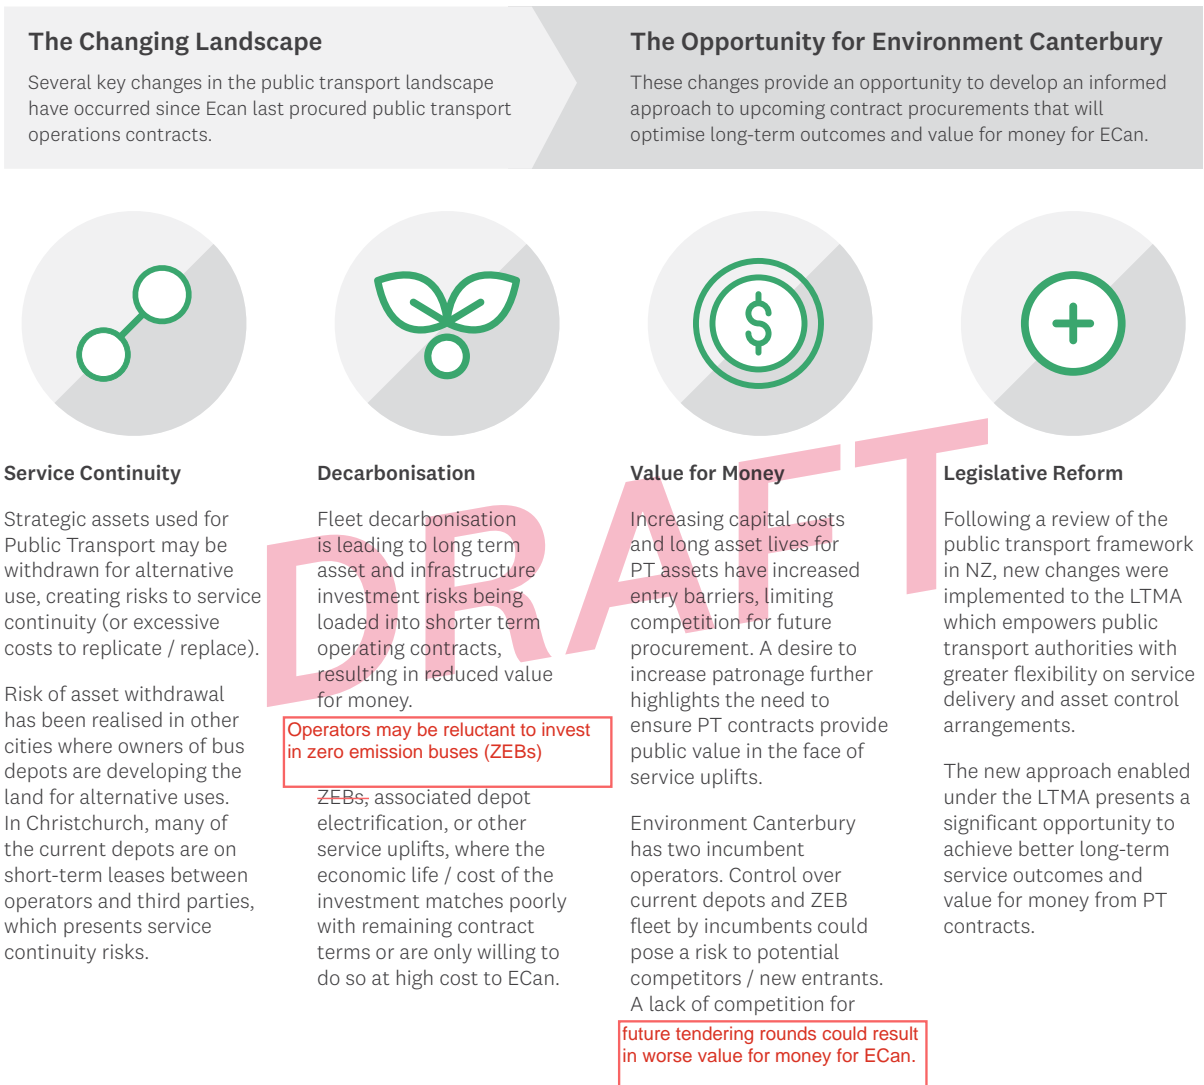 The Changing Landscape
Several key changes in the public transport landscape
have occurred since Ecan last procured public transport
operations contracts.
The Opportunity for Environment Canterbury
These changes provide an opportunity to develop an informed
approach to upcoming contract procurements that will
optimise long-term outcomes and value for money for ECan.
$
DRAFT
Service Continuity
Strategic assets used for
Public Transport may be
withdrawn for alternative
use, creating risks to service
continuity (or excessive
costs to replicate / replace).
Risk of asset withdrawal
has been realised in other
cities where owners of bus
depots are developing the
land for alternative uses.
In Christchurch, many of
the current depots are on
short-term leases between
operators and third parties,
which presents service
continuity risks.
Decarbonisation
Fleet decarbonisation
is leading to long term
asset and infrastructure
investment risks being
loaded into shorter term
operating contracts,
resulting in reduced value
for money.
Operators may be reluctant to invest
in zero emission buses (ZEBs)
ZEBs, associated depot
electrification, or other
service uplifts, where the
economic life / cost of the
investment matches poorly
with remaining contract
terms or are only willing to
do so at high cost to ECan.
Value for Money
Increasing capital costs
and long asset lives for
PT assets have increased
entry barriers, limiting
competition for future
procurement. A desire to
increase patronage further
highlights the need to
ensure PT contracts provide
public value in the face of
service uplifts.
Environment Canterbury
has two incumbent
operators. Control over
current depots and ZEB
fleet by incumbents could
pose a risk to potential
competitors / new entrants.
A lack of competition for
future tendering rounds could result
in worse value for money for ECan.
Legislative Reform
Following a review of the
public transport framework
in NZ, new changes were
implemented to the LTMA
which empowers public
transport authorities with
greater flexibility on service
delivery and asset control
arrangements.
The new approach enabled
under the LTMA presents a
significant opportunity to
achieve better long-term
service outcomes and
value for money from PT
contracts.